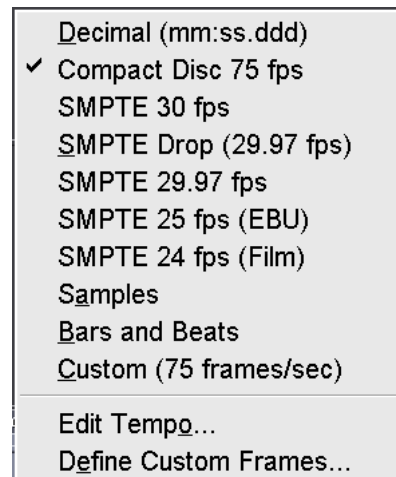 Decimal (mm:ss.ddd)
Compact Disc 75 fps
SMPTE 30 fps
SMPTE Drop (29.97 fps)
SMPTE 29.97 fps
SMPTE 25 fps (EBU)
SMPTE 24 fps (Film)
Samples
Bars and Beats
Custom (75 frames/sec)
Edit Tempo...
Define Custom Frames...